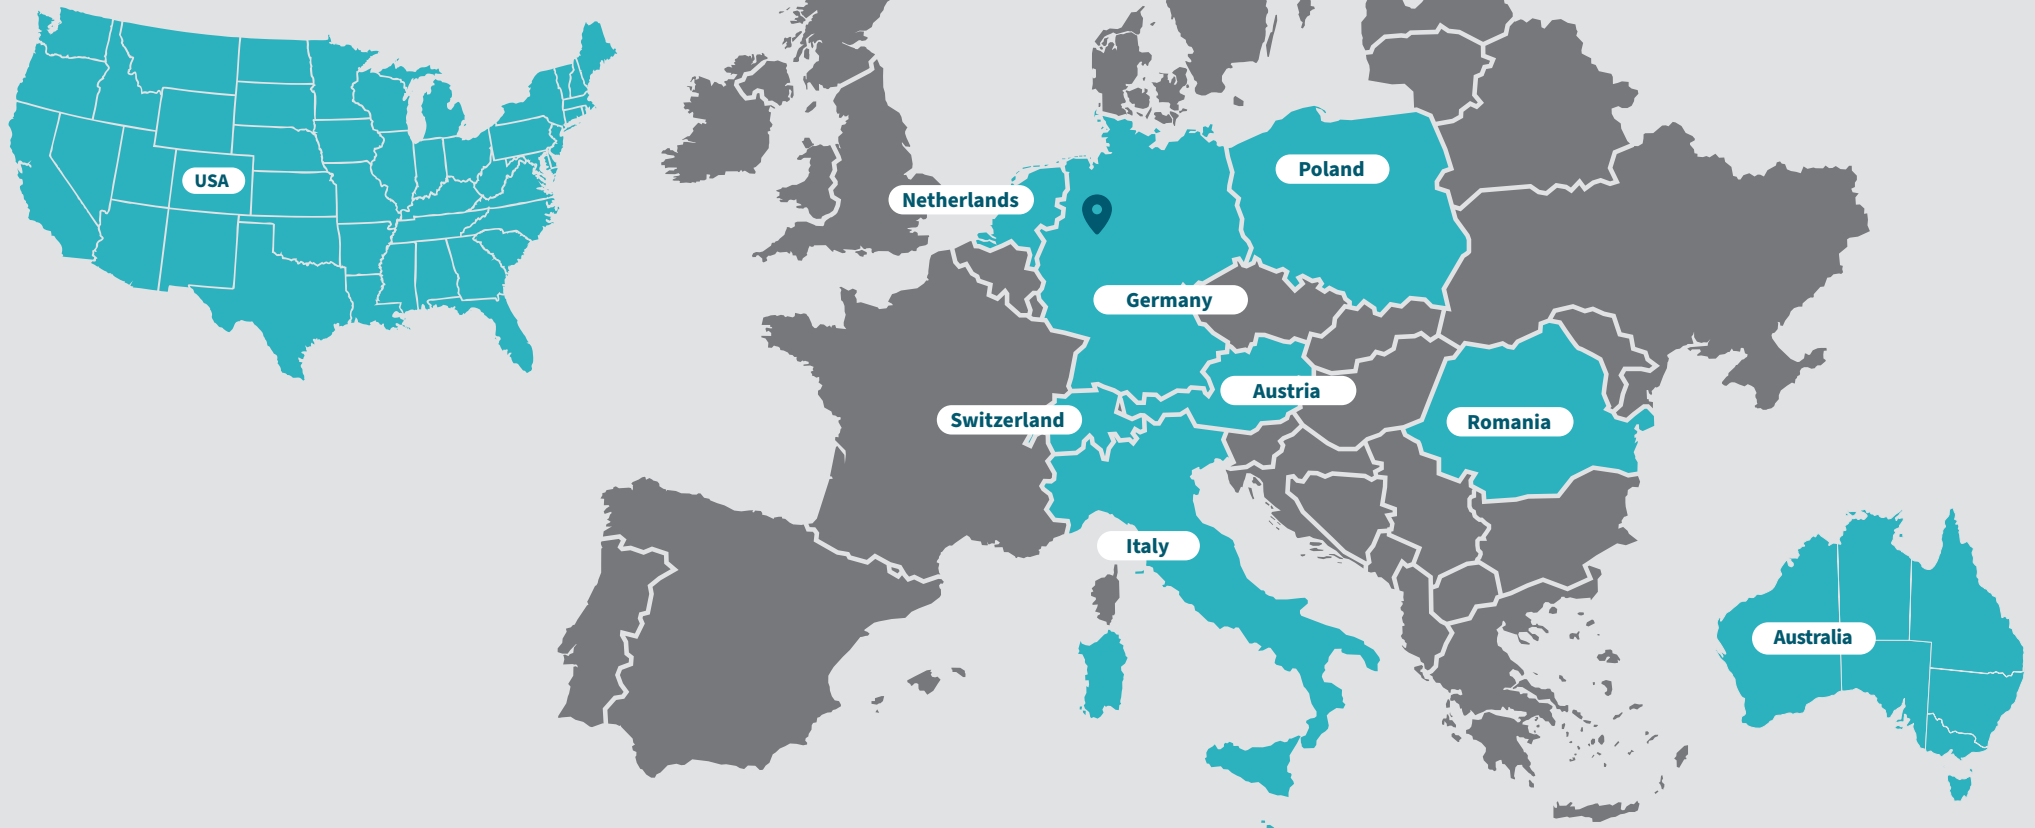 USA
Poland
Netherlands
Germany
Austria
Switzerland
Romania
Italy
Australia